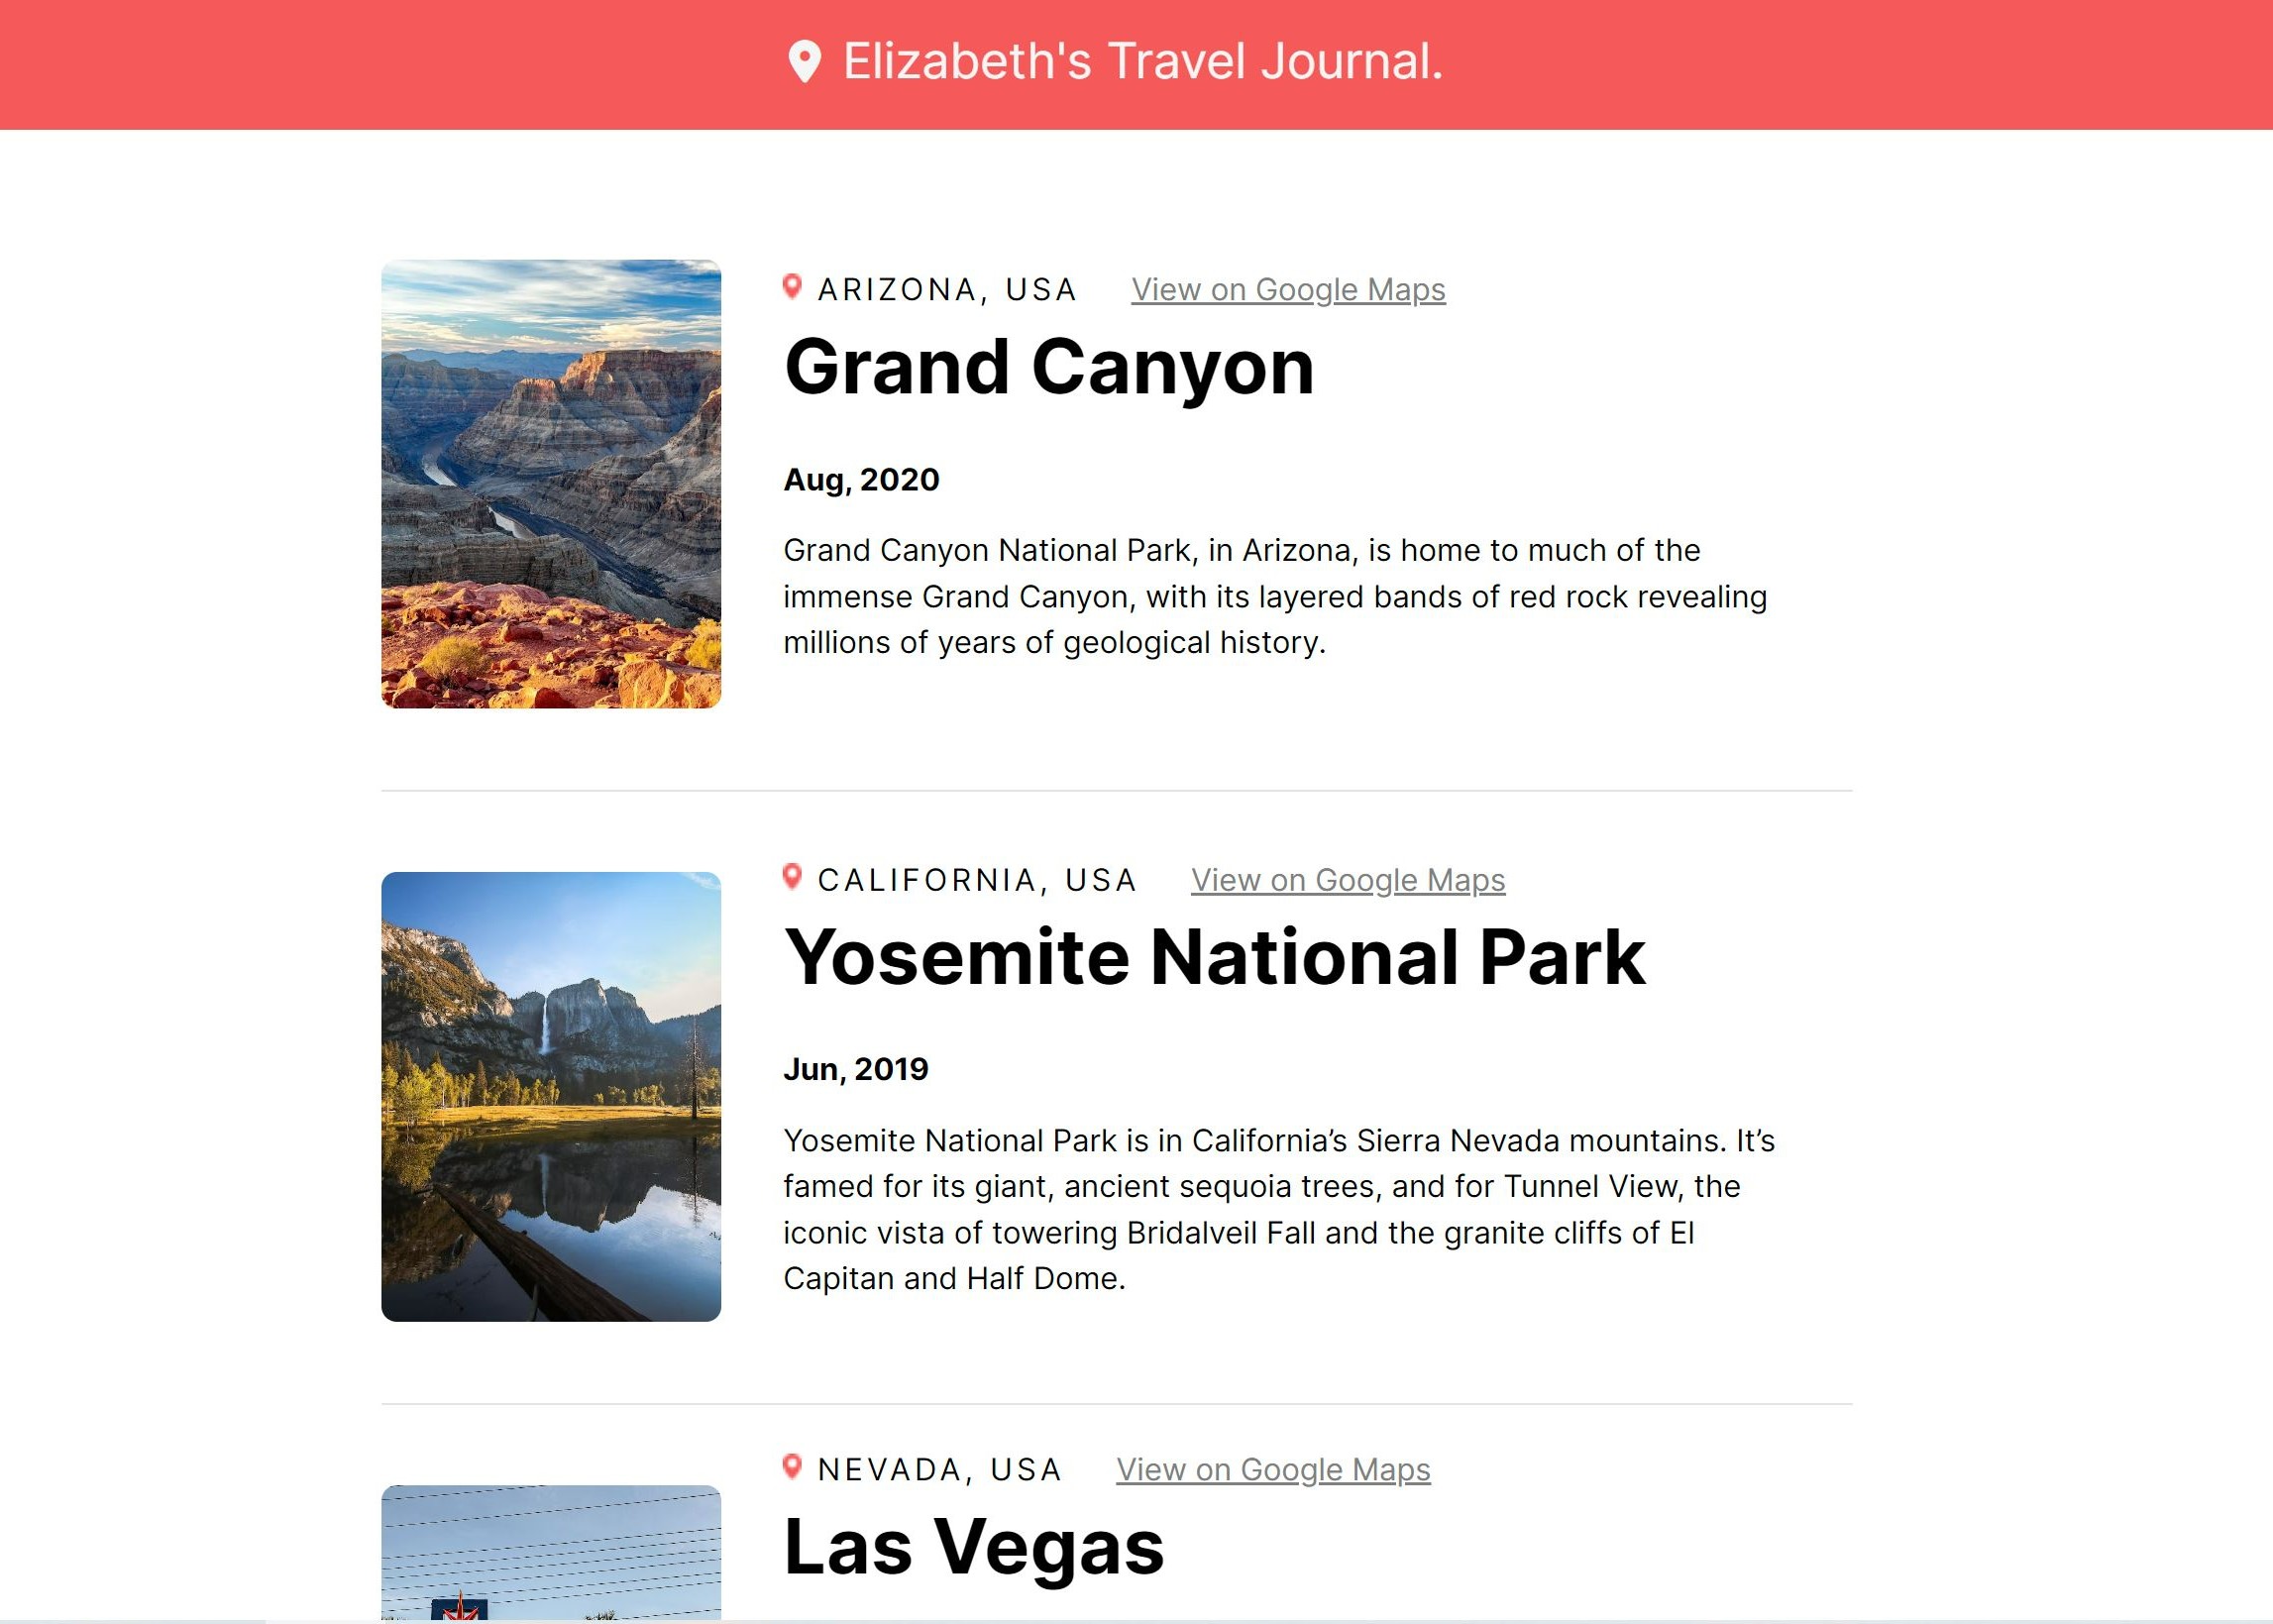 Elizabeth's Travel Journal.
ARIZONA, USA View on Google Maps
Grand Canyon
Aug, 2020
Grand Canyon National Park, in Arizona, is home to much of the
immense Grand Canyon, with its layered bands of red rock revealing
millions of years of geological history.
CALIFORNIA, USA View on Google Maps
Yosemite National Park
Jun, 2019
Yosemite National Park is in California’s Sierra Nevada mountains. It’s
famed for its giant, ancient sequoia trees, and for Tunnel View, the
iconic vista of towering Bridalveil Fall and the granite cliffs of El
Capitan and Half Dome.
NEVADA, USA View on Google Maps
Las Vegas